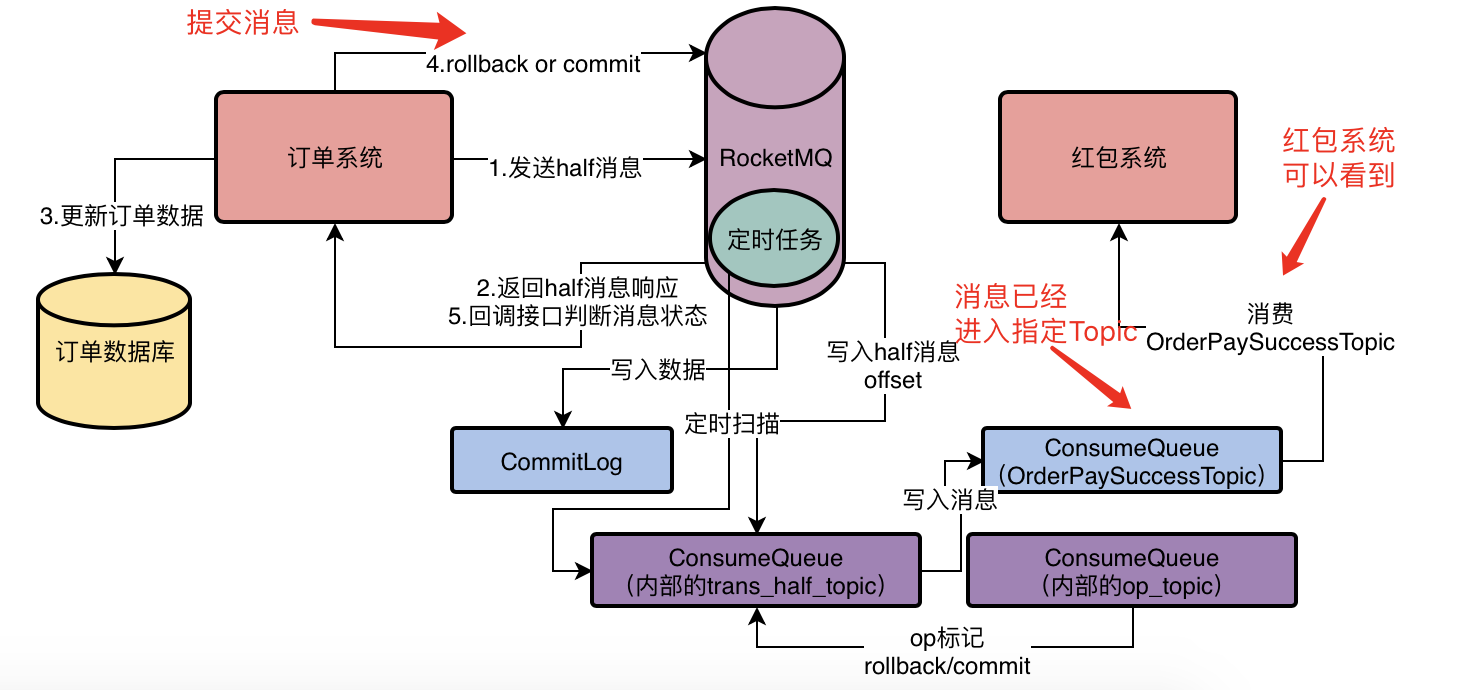 提交消息
4.rollback or commit
订单系统
1.发送half消息
RocketMQ
定时任务
红包系统
红包系统
可以看到
3.更新订单数据
订单数据库
2.返回half消息响应
5.回调接口判断消息状态
写入数据
写入half消息
offset
定时扫描
消息已经
进入指定Topic
消费
OrderPaySuccessTopic
CommitLog
ConsumeQueue
（OrderPaySuccessTopic）
写入消息
ConsumeQueue
（内部的trans_half_topic）
ConsumeQueue
（内部的op_topic）
op标记
rollback/commit